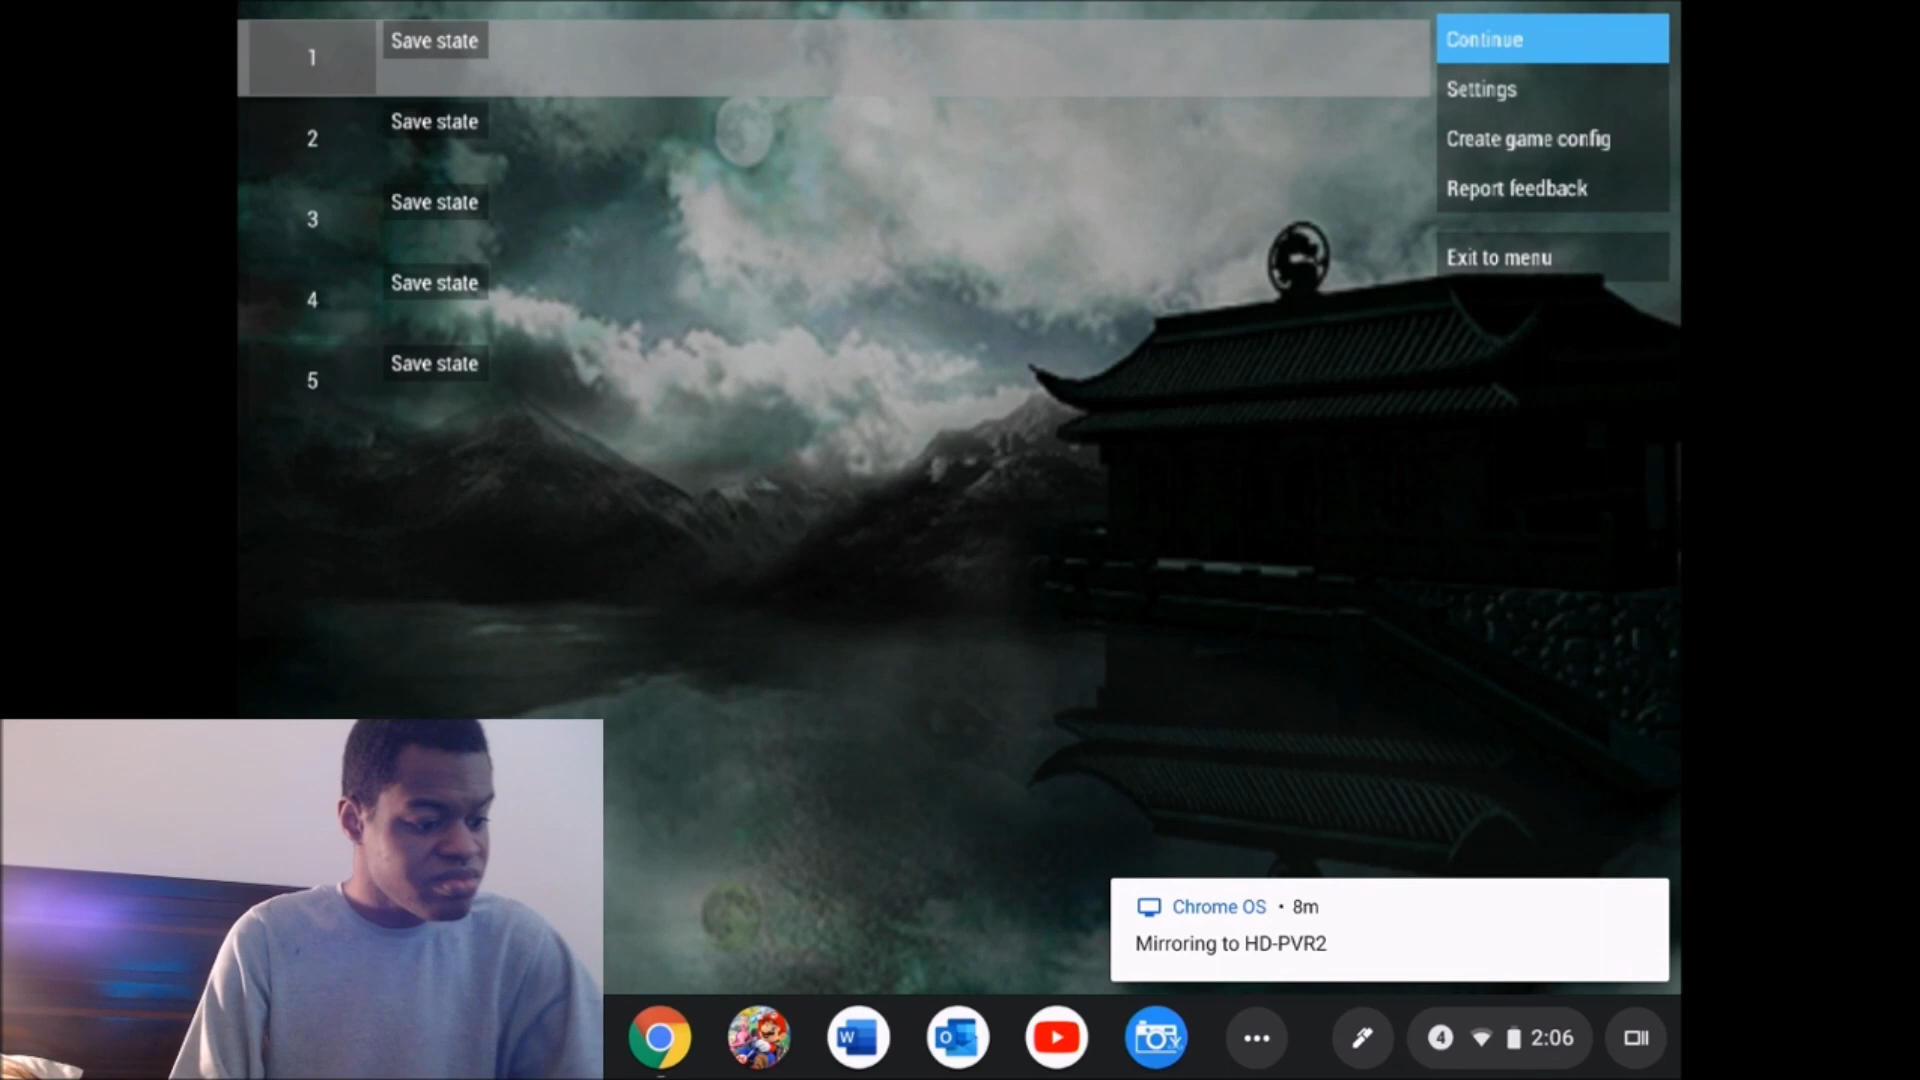 1 Save state
2 Save state
3 Save state
4 Save state
5 Save state
Continue
Settings
Create game config
Report feedback
Exit to menu
Chrome OS • 8m
Mirroring to HD-PVR2
W
O
4 2:06